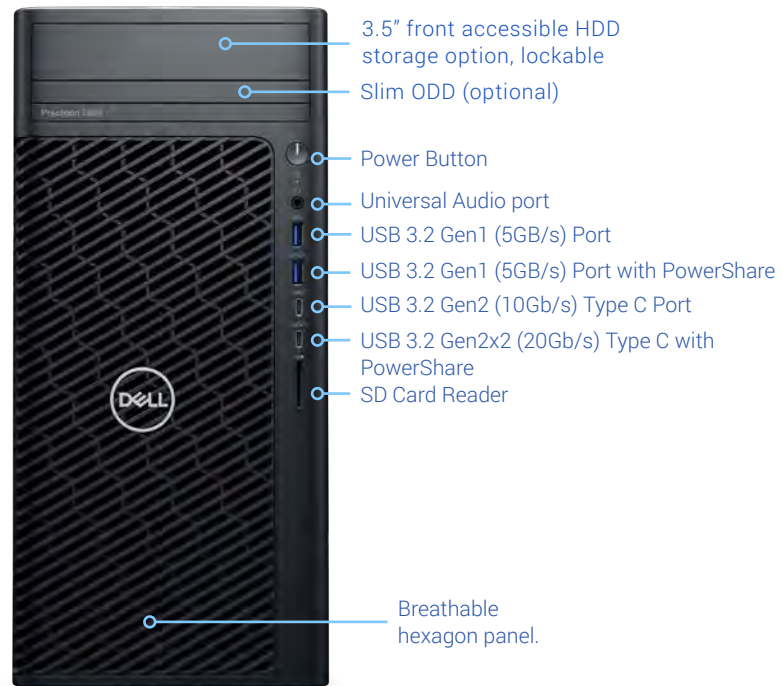 3.5” front accessible HDD
storage option, lockable
Slim ODD (optional)
Precision
Power Button
Universal Audio port
USB 3.2 Gen1 (5GB/s) Port
USB 3.2 Gen1 (5GB/s) Port with PowerShare
USB 3.2 Gen2 (10Gb/s) Type C Port
USB 3.2 Gen2x2 (20Gb/s) Type C with
PowerShare
SD Card Reader
DELL
Breathable
hexagon panel.